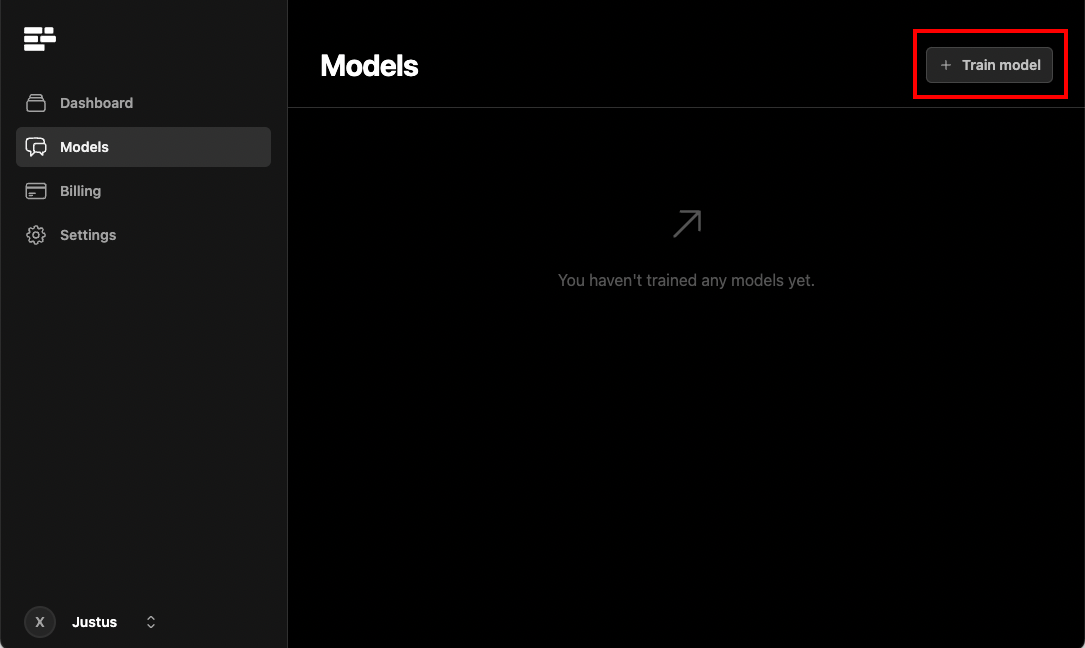 Dashboard
Models
Billing
Settings
X
Justus
Models
+ Train model
You haven't trained any models yet.